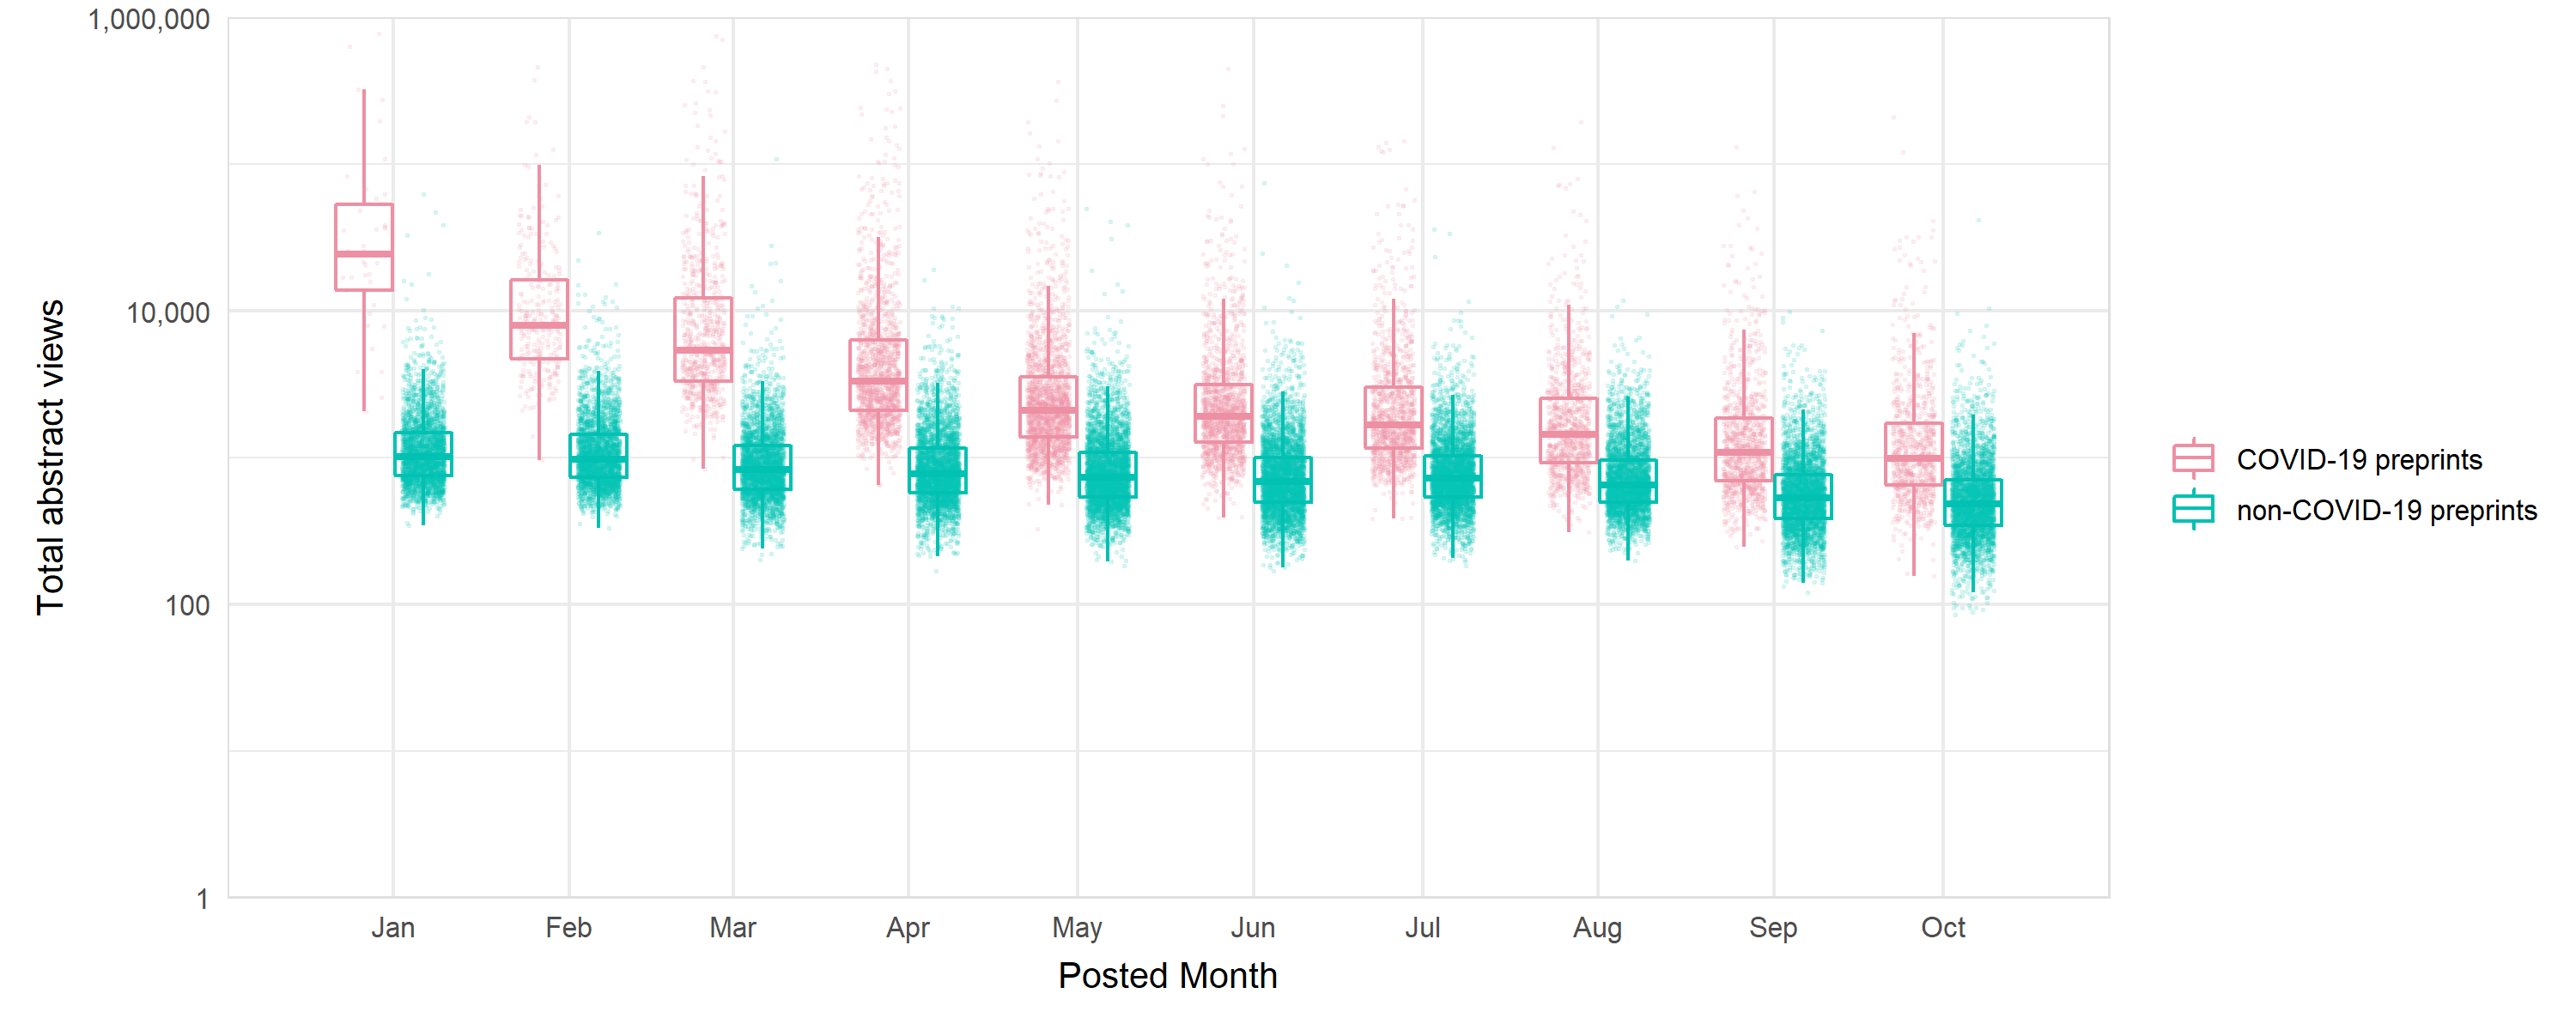 Total abstract views
1,000,000
10,000
100
1
Jan Feb Mar Apr May Jun Jul Aug Sep Oct
Posted Month
COVID-19 preprints
non-COVID-19 preprints